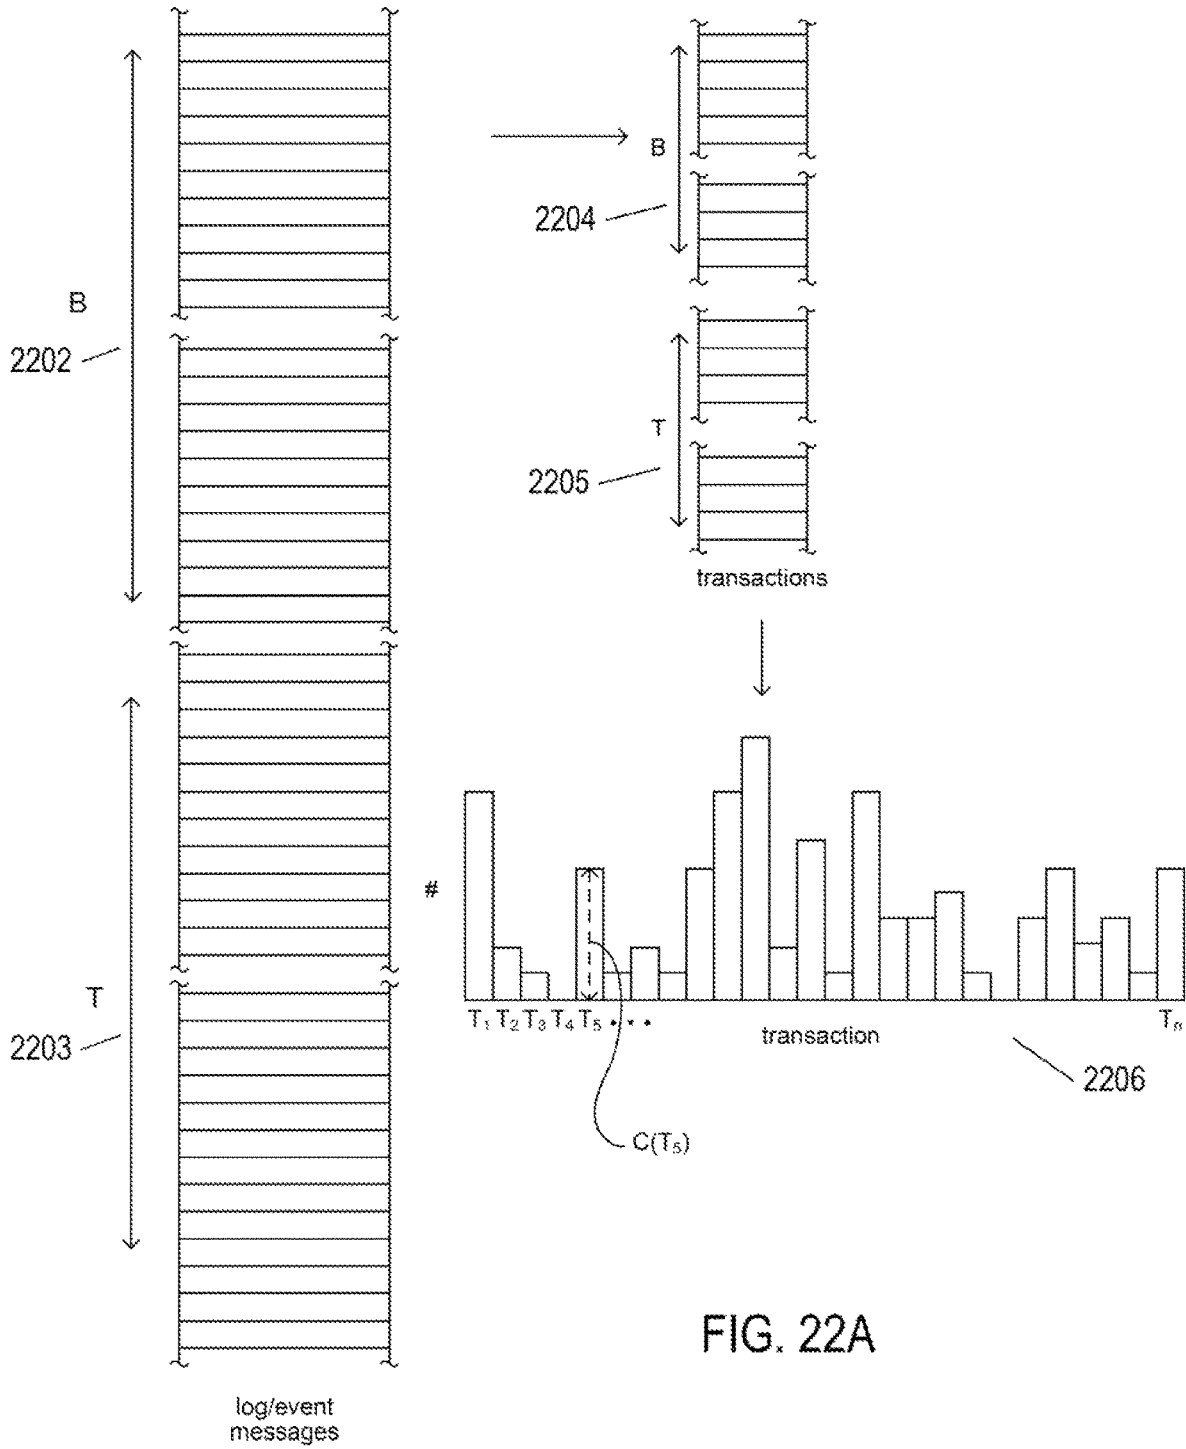 B
2202
T
2203
log/event
messages
B
2204
T
2205
transactions
#
T₁ T₂ T₃ T₄ T₅ • • •
transaction
Tₙ
2206
C(T₅)
FIG. 22A